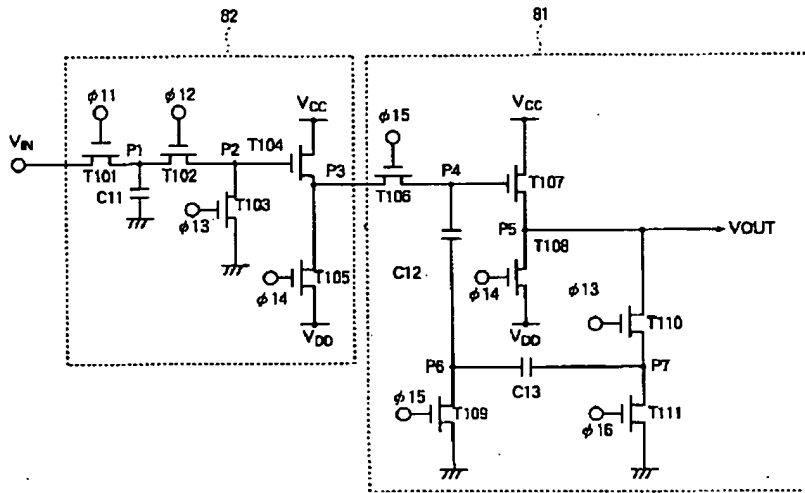 82
81
φ11
φ12
VCC
φ15
VCC
VIN
P1
P2
T104
P3
P4
T101
C11
T102
T103
φ13
T106
T107
P5
VOUT
T108
T105
φ14
C12
φ14
φ13
T110
VDD
VDD
P6
P7
C13
φ15
T109
φ16
T111